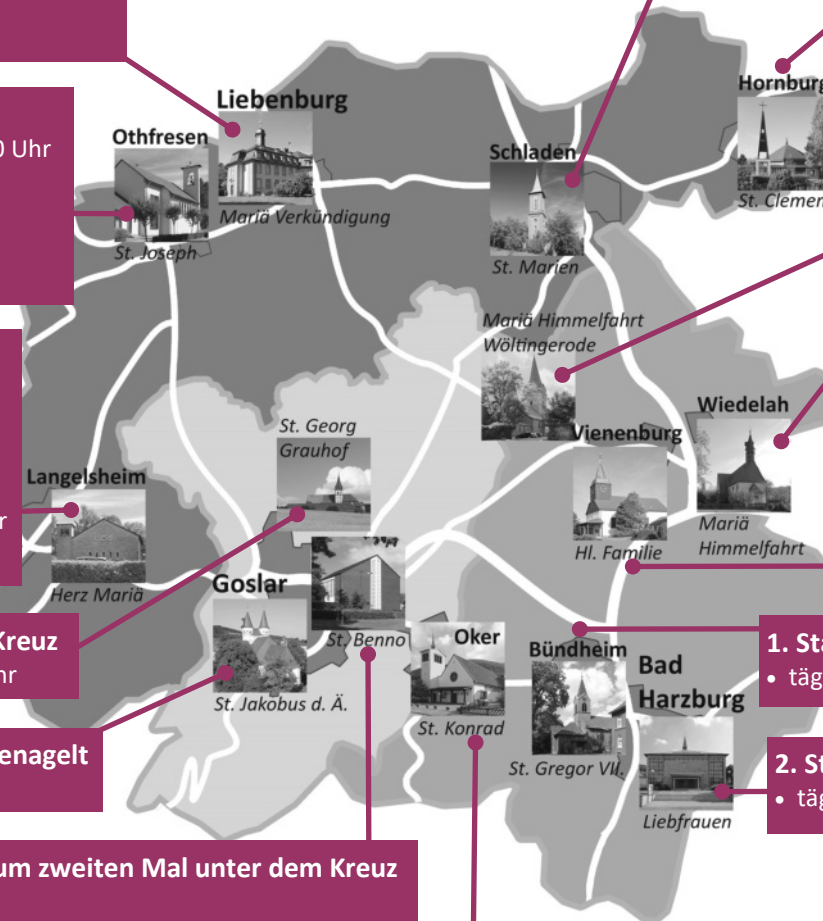 Hornburg
Liebenburg
0 Uhr
Othfresen
Schladen
St. Clemen
Mariä Verkündigung
St. Joseph
St. Marien
Mariä Himmelfahrt
Wöltingerode
Wiedelah
St. Georg
Grauhof
Vienenburg
Langelsheim
r
Mariä
Himmelfahrt
Hl. Familie
Herz Mariä
Goslar
Kreuz
hr
St. Benno
Oker
Bündheim
Bad
Harzburg
1. Sta
• täg
St. Jakobus d. Ä.
St. Konrad
enagelt
St. Gregor VII.
2. St
• täg
Liebfrauen
um zweiten Mal unter dem Kreuz